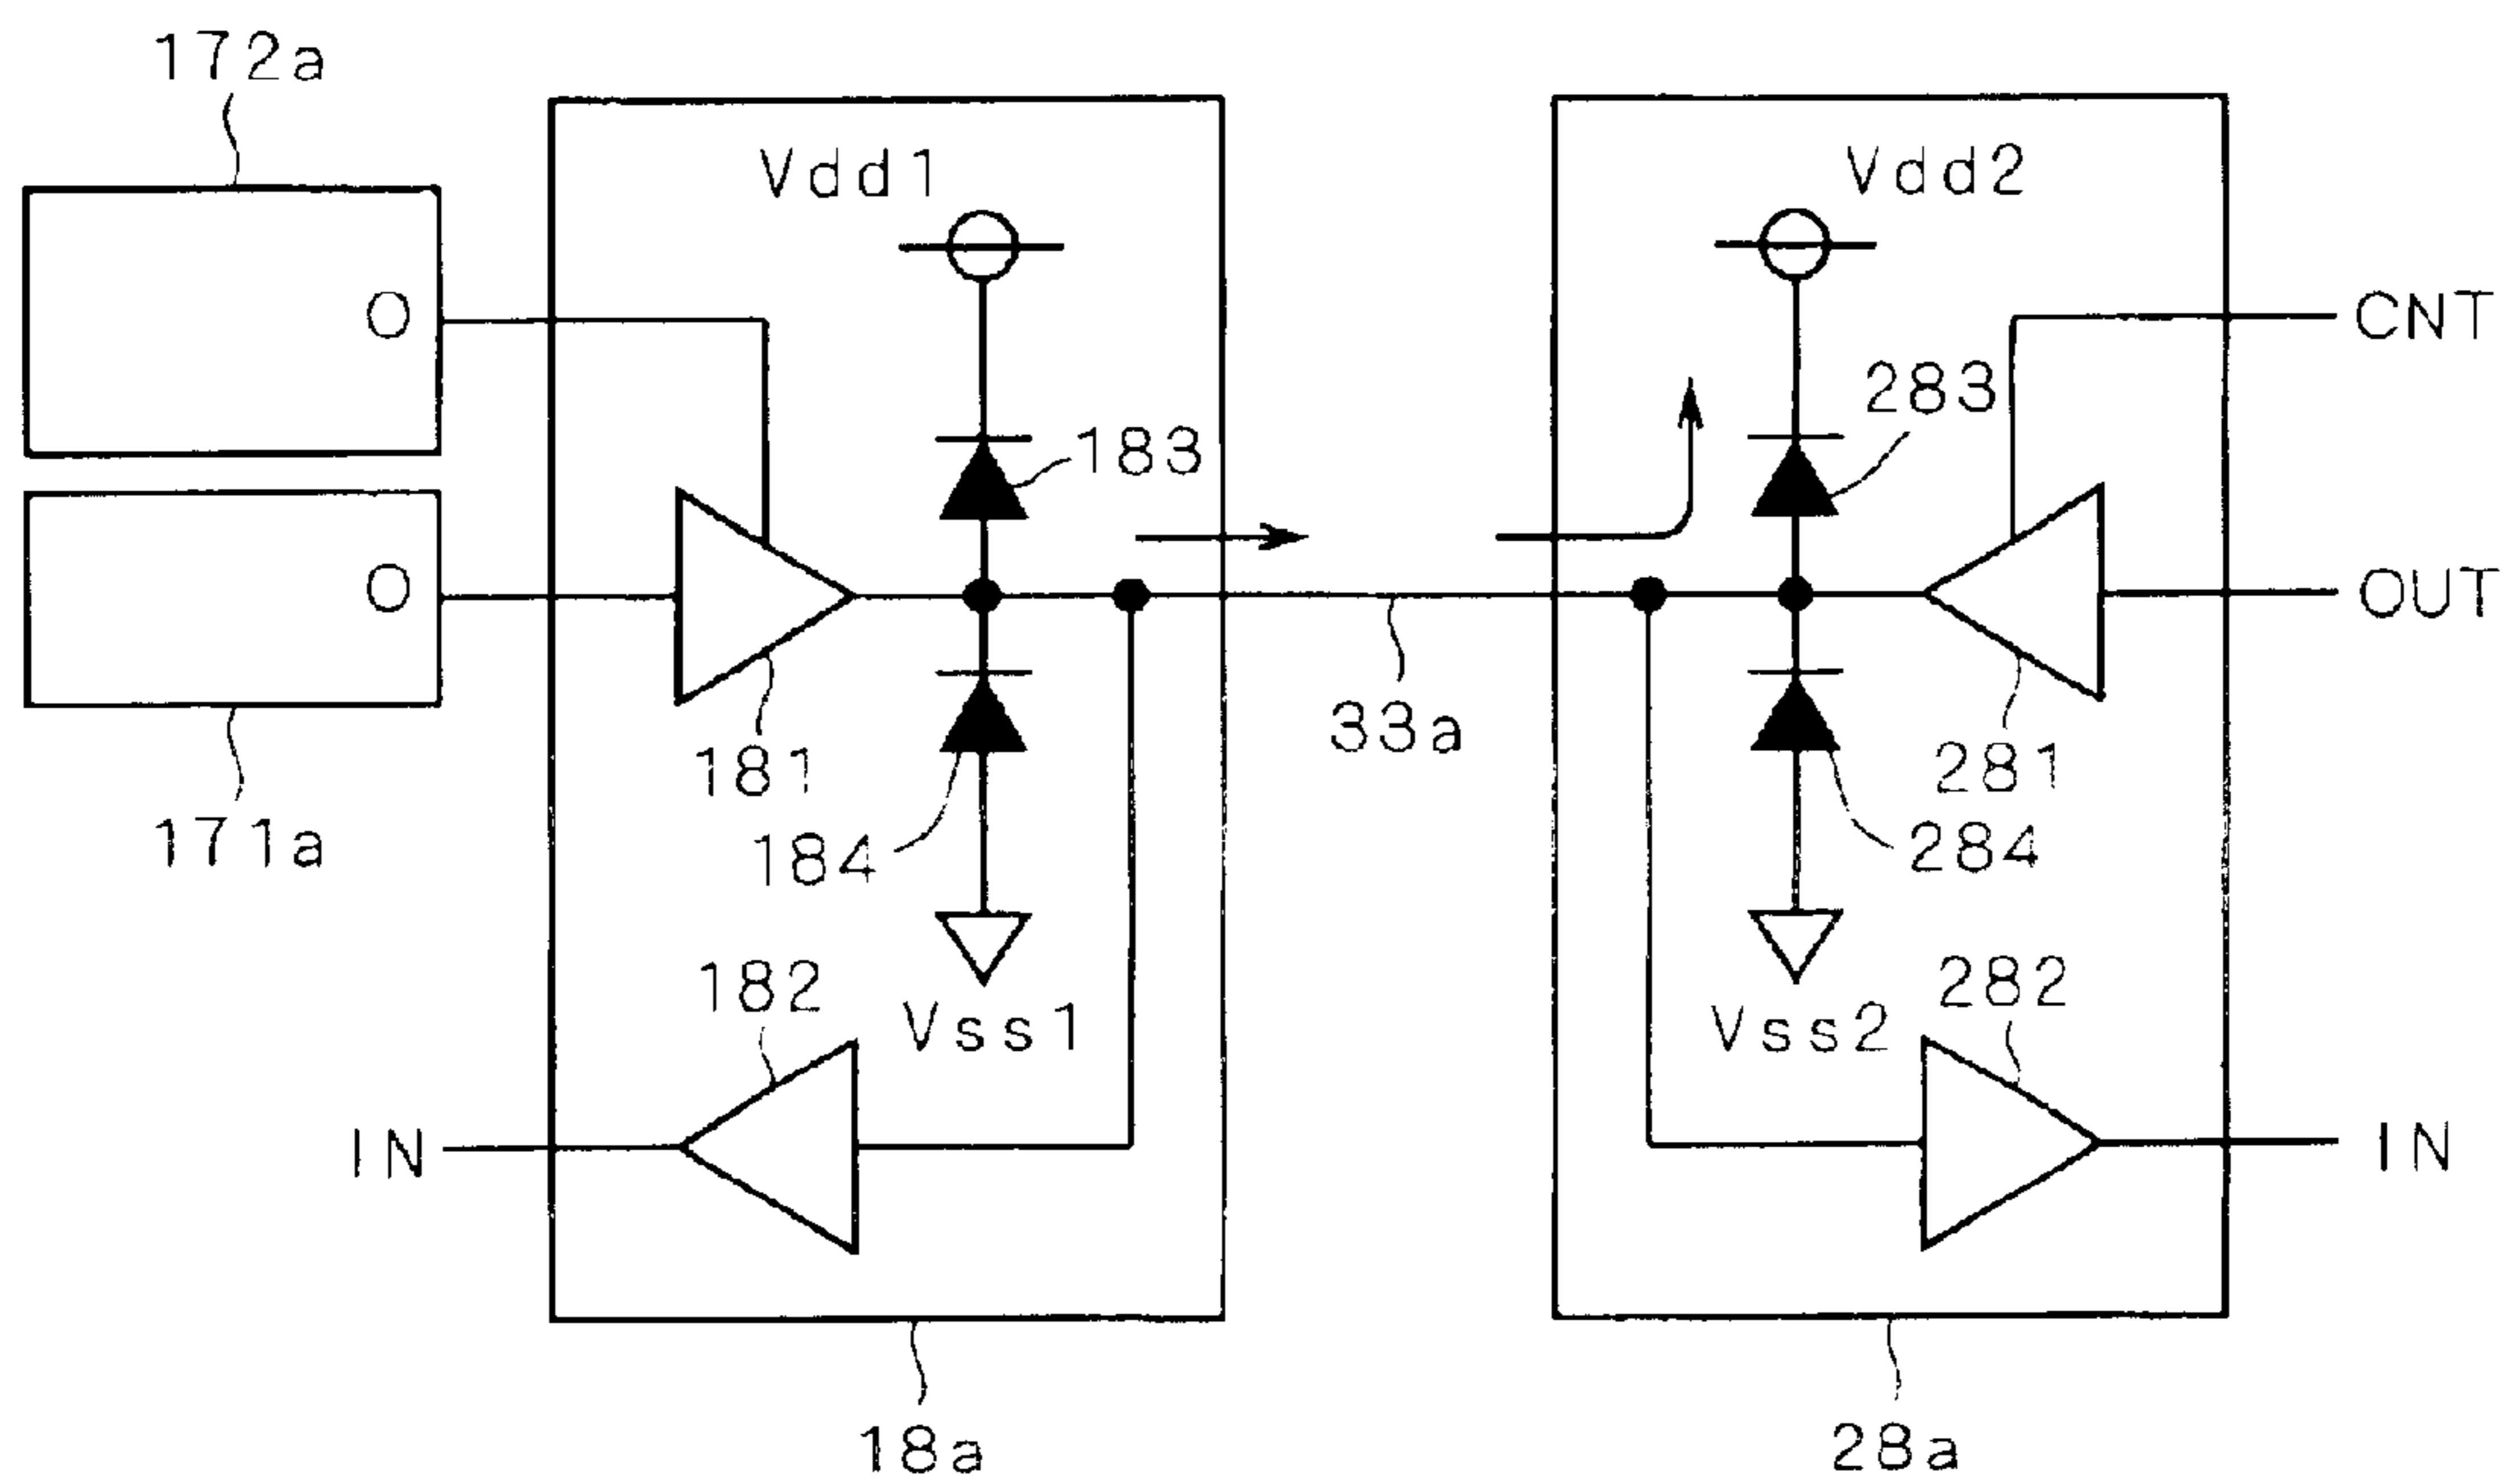 172a
Vdd1
Vdd2
O
CNT
283
183
O
OUT
33a
181
281
171a
184
284
182
282
Vss1
Vss2
IN
IN
18a
28a